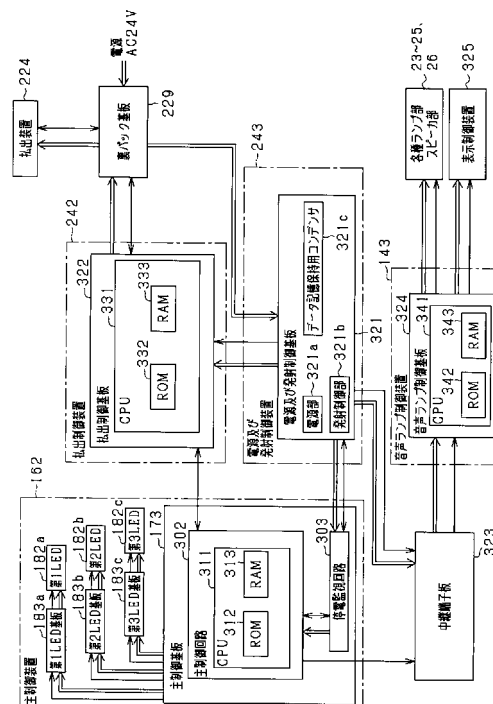 224
払出装置
電源
AC24V
裏パック基板
229
242
322
331
333
332
払出制御装置
払出制御基板
CPU
ROM
RAM
243
電源及び
発射制御装置
電源及び発射制御基板
321a
電源部
データ記憶保持用コンデンサ
321c
321b
発射制御部
321
23~25、
26
各種ランプ部
スピーカ部
325
表示制御装置
143
324
341
343
342
音声ランプ制御装置
音声ランプ制御基板
CPU
ROM
RAM
162
主制御装置
183a
第1LED基板
182a
第1LED
183b
第2LED基板
182b
第2LED
183c
第3LED基板
182c
第3LED
173
主制御基板
302
主制御回路
311
CPU
312
ROM
313
RAM
303
停電監視回路
中継端子板
323